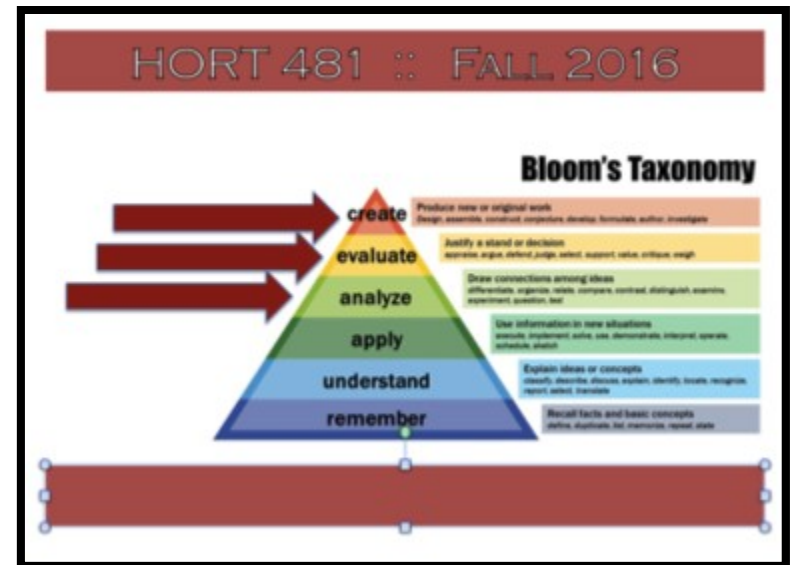 HORT 481 :: FALL 2016
Bloom's Taxonomy
create
Produce new or original work
Design, assemble, construct, conjecture, develop, formulate, author, investigate
evaluate
Justify a stand or decision
appraise, argue, defend, judge, select, support, value, critique, weigh
analyze
Draw connections among ideas
differentiate, organize, relate, compare, contrast, distinguish, examine,
experiment, question, test
apply
Use information in new situations
execute, implement, solve, use, demonstrate, interpret, operate,
schedule, sketch
understand
Explain ideas or concepts
classify, describe, discuss, explain, identify, locate, recognize,
report, select, translate
remember
Recall facts and basic concepts
define, duplicate, list, memorize, repeat, state